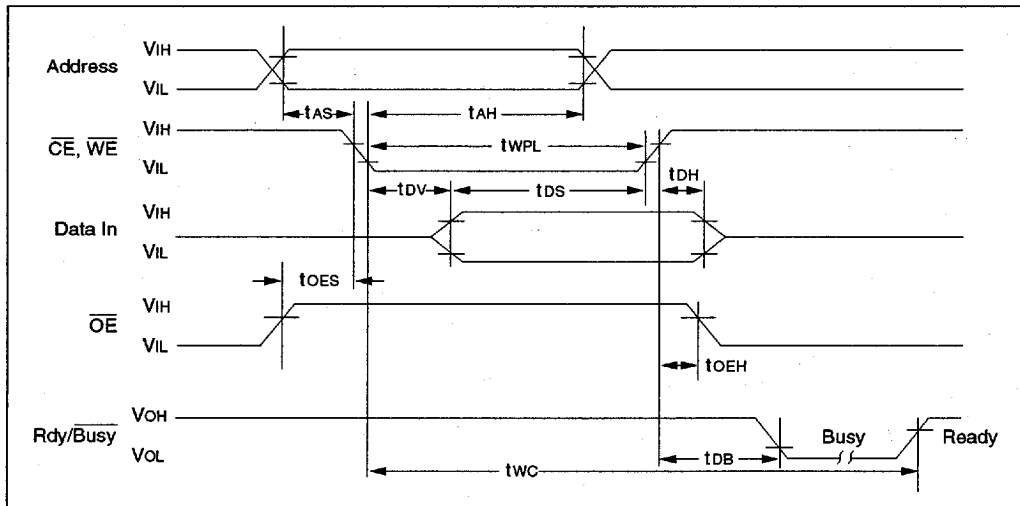 Address
VIH
VIL
tAS
tAH
CE, WE
VIH
VIL
tWPL
tDV
tDS
tDH
Data In
VIH
VIL
tOES
OE
VIH
VIL
tOEH
Rdy/Busy
VOH
VOL
Busy
Ready
tDB
tWC